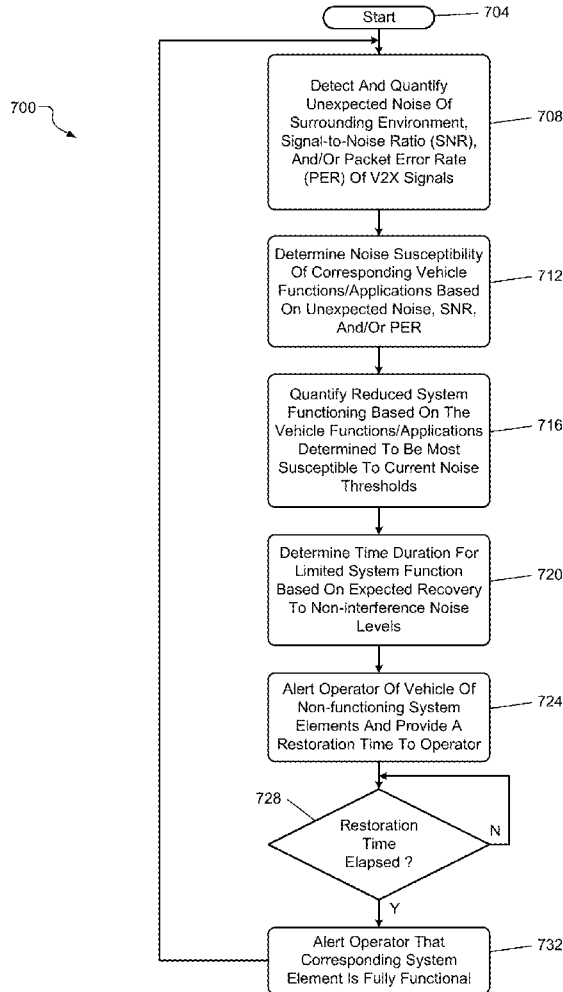 Start
704
700
Detect And Quantify
Unexpected Noise Of
Surrounding Environment,
Signal-to-Noise Ratio (SNR),
And/Or Packet Error Rate
(PER) Of V2X Signals
708
Determine Noise Susceptibility
Of Corresponding Vehicle
Functions/Applications Based
On Unexpected Noise, SNR,
And/Or PER
712
Quantify Reduced System
Functioning Based On The
Vehicle Functions/Applications
Determined To Be Most
Susceptible To Current Noise
Thresholds
716
Determine Time Duration For
Limited System Function
Based On Expected Recovery
To Non-interference Noise
Levels
720
Alert Operator Of Vehicle Of
Non-functioning System
Elements And Provide A
Restoration Time To Operator
724
728
Restoration
Time
Elapsed ?
N
Y
Alert Operator That
Corresponding System
Element Is Fully Functional
732